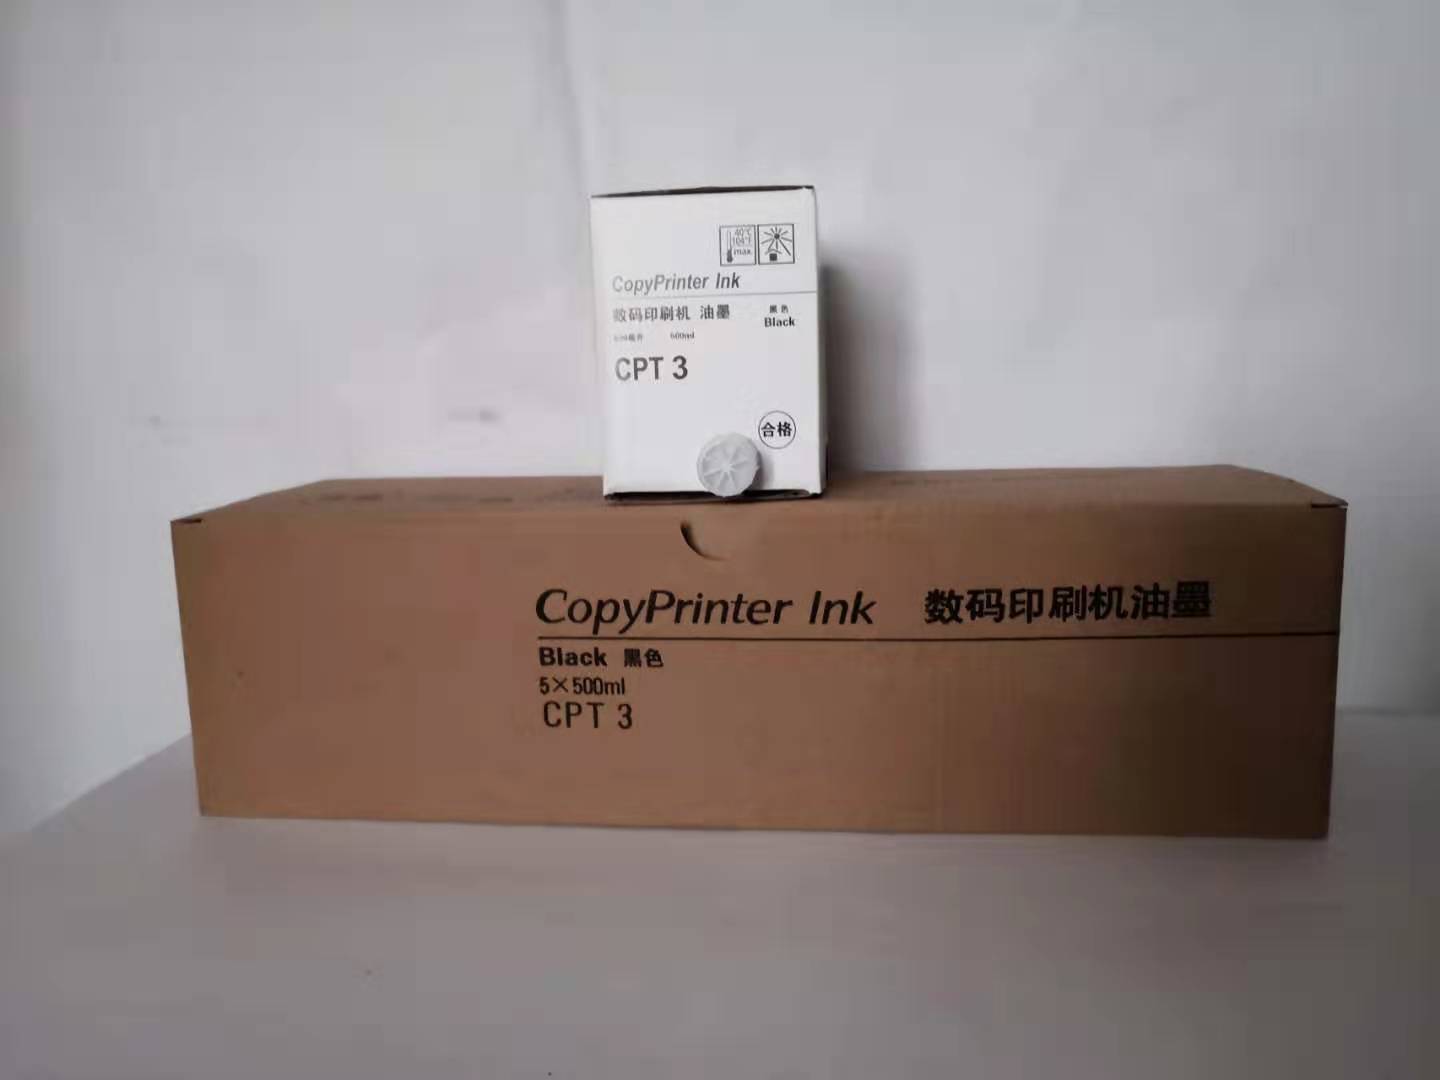 40℃
104°F
max.
CopyPrinter Ink
数码印刷机 油墨
黑色
Black
500ml
CPT 3
合格
CopyPrinter Ink 数码印刷机油墨
Black 黑色
5×500ml
CPT 3